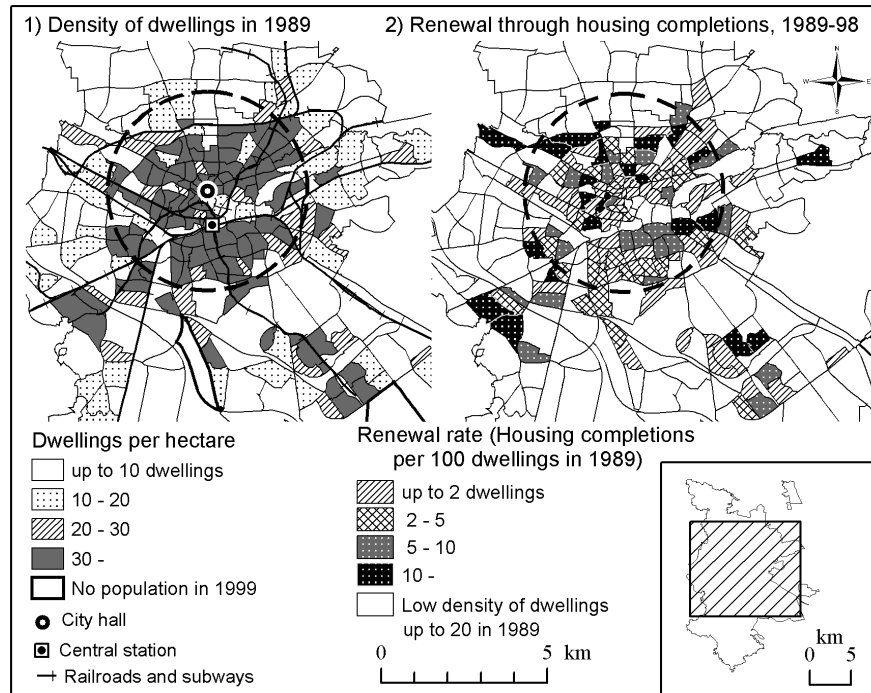 1) Density of dwellings in 1989
2) Renewal through housing completions, 1989-98
N
W
E
S
Dwellings per hectare
up to 10 dwellings
10 - 20
20 - 30
30 -
No population in 1999
City hall
Central station
Railroads and subways
Renewal rate (Housing completions
per 100 dwellings in 1989)
up to 2 dwellings
2 - 5
5 - 10
10 -
Low density of dwellings
up to 20 in 1989
0 5 km
km
0 5